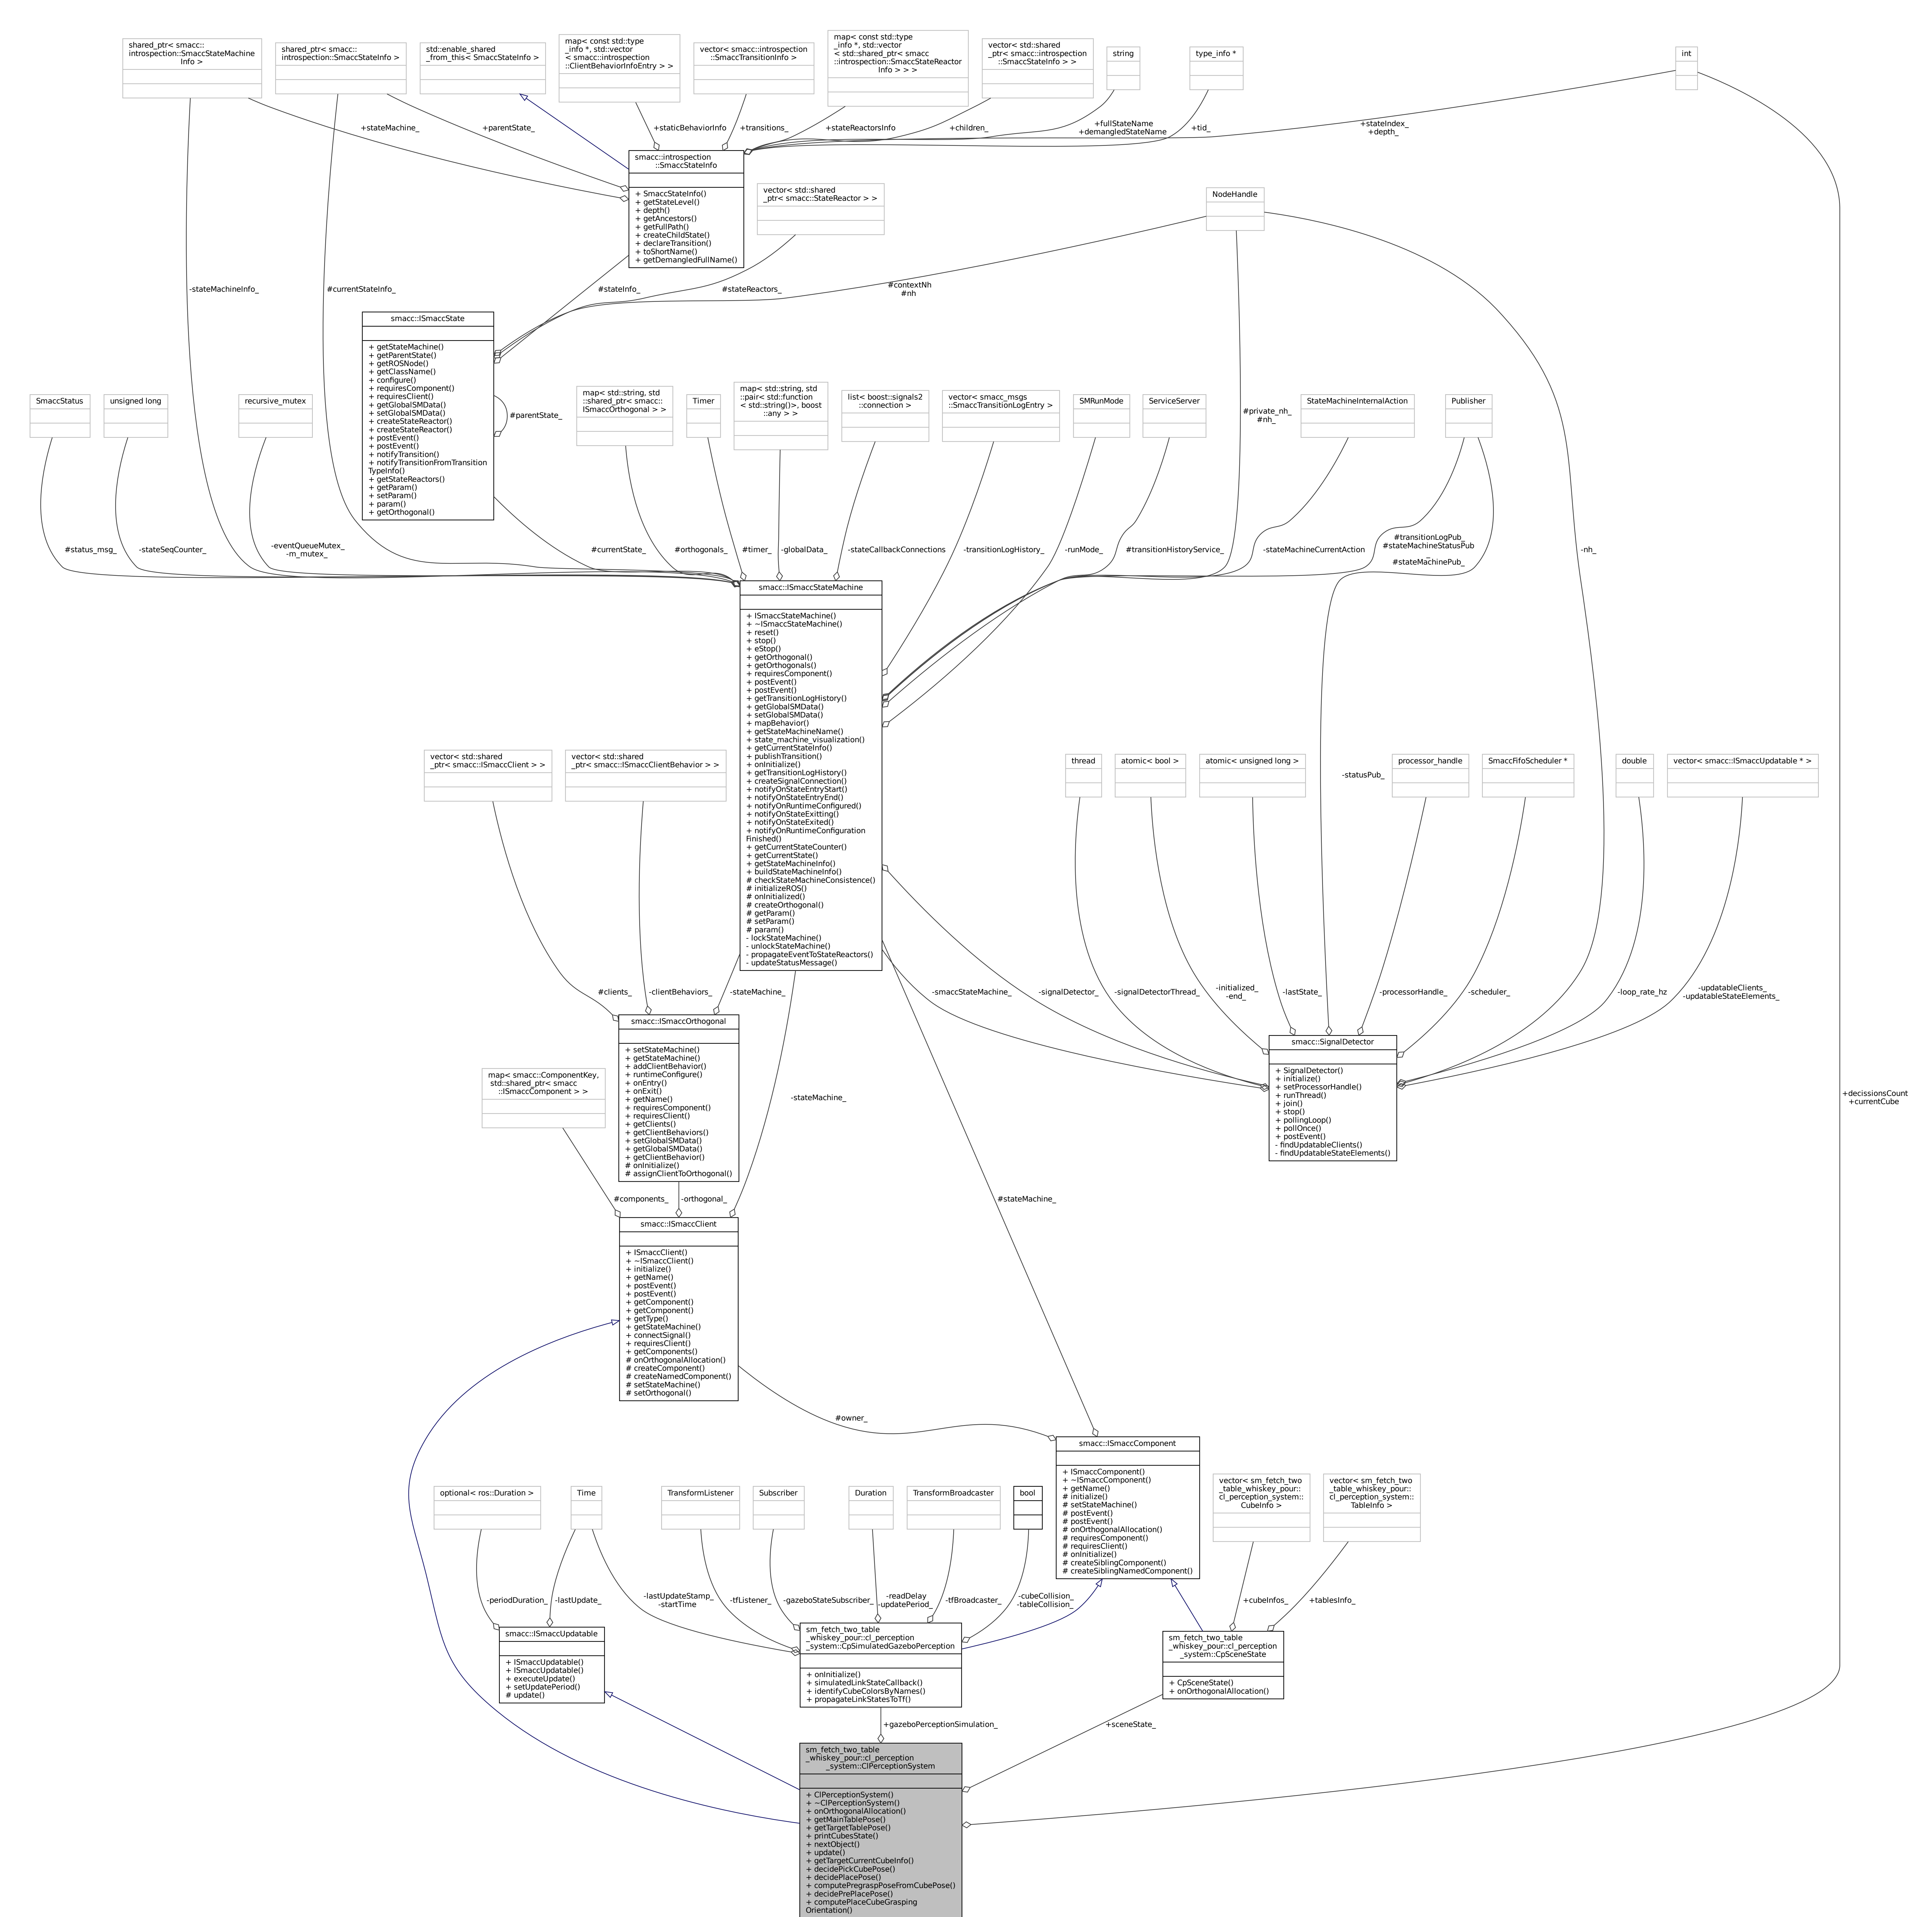 shared_ptr< smacc::
introspection::SmaccStateMachine
Info >
shared_ptr< smacc::
introspection::SmaccStateInfo >
std::enable_shared
_from_this< SmaccStateInfo >
map< const std::type
_info *, std::vector
< smacc::introspection
::ClientBehaviorInfoEntry > >
vector< smacc::introspection
::SmaccTransitionInfo >
map< const std::type
_info *, std::vector
< std::shared_ptr< smacc
::introspection::SmaccStateReactor
Info > > >
vector< std::shared
_ptr< smacc::introspection
::SmaccStateInfo > >
string
type_info *
int
+stateMachine_
+parentState_
+staticBehaviorInfo
+transitions_
+stateReactorsInfo
+children_
+fullStateName
+demangledStateName
+tid_
+stateIndex_
+depth_
smacc::introspection
::SmaccStateInfo
+ SmaccStateInfo()
+ getStateLevel()
+ depth()
+ getAncestors()
+ getFullPath()
+ createChildState()
+ declareTransition()
+ toShortName()
+ getDemangledFullName()
vector< std::shared
_ptr< smacc::StateReactor > >
NodeHandle
-stateMachineInfo_
#currentStateInfo_
#stateInfo_
#stateReactors_
#contextNh
#nh
smacc::ISmaccState
+ getStateMachine()
+ getParentState()
+ getROSNode()
+ getClassName()
+ configure()
+ requiresComponent()
+ requiresClient()
+ getGlobalSMData()
+ setGlobalSMData()
+ createStateReactor()
+ createStateReactor()
+ postEvent()
+ postEvent()
+ notifyTransition()
+ notifyTransitionFromTransition
TypeInfo()
+ getStateReactors()
+ getParam()
+ setParam()
+ param()
+ getOrthogonal()
#parentState_
SmaccStatus
unsigned long
recursive_mutex
map< std::string, std
::shared_ptr< smacc::
ISmaccOrthogonal > >
Timer
map< std::string, std
::pair< std::function
< std::string()>, boost
::any > >
list< boost::signals2
::connection >
vector< smacc_msgs
::SmaccTransitionLogEntry >
SMRunMode
ServiceServer
#private_nh_
#nh_
StateMachineInternalAction
Publisher
#status_msg_
-stateSeqCounter_
-eventQueueMutex_
-m_mutex_
#currentState_
#orthogonals_
#timer_
-globalData_
-stateCallbackConnections
-transitionLogHistory_
-runMode_
#transitionHistoryService_
-stateMachineCurrentAction
#transitionLogPub_
#stateMachineStatusPub
_
#stateMachinePub_
-nh_
smacc::ISmaccStateMachine
+ ISmaccStateMachine()
+ ~ISmaccStateMachine()
+ reset()
+ stop()
+ eStop()
+ getOrthogonal()
+ getOrthogonals()
+ requiresComponent()
+ postEvent()
+ postEvent()
+ getTransitionLogHistory()
+ getGlobalSMData()
+ setGlobalSMData()
+ mapBehavior()
+ getStateMachineName()
+ state_machine_visualization()
+ getCurrentStateInfo()
+ publishTransition()
+ onInitialize()
+ getTransitionLogHistory()
+ createSignalConnection()
+ notifyOnStateEntryStart()
+ notifyOnStateEntryEnd()
+ notifyOnRuntimeConfigured()
+ notifyOnStateExitting()
+ notifyOnStateExited()
+ notifyOnRuntimeConfiguration
Finished()
+ getCurrentStateCounter()
+ getCurrentState()
+ getStateMachineInfo()
+ buildStateMachineInfo()
# checkStateMachineConsistence()
# initializeROS()
# onInitialized()
# createOrthogonal()
# getParam()
# setParam()
# param()
- lockStateMachine()
- unlockStateMachine()
- propagateEventToStateReactors()
- updateStatusMessage()
vector< std::shared
_ptr< smacc::ISmaccClient > >
vector< std::shared
_ptr< smacc::ISmaccClientBehavior > >
thread
atomic< bool >
atomic< unsigned long >
-statusPub_
processor_handle
SmaccFifoScheduler *
double
vector< smacc::ISmaccUpdatable * >
#clients_
-clientBehaviors_
-stateMachine_
-smaccStateMachine_
-signalDetector_
-signalDetectorThread_
-initialized_
-end_
-lastState_
-processorHandle_
-scheduler_
-loop_rate_hz
-updatableClients_
-updatableStateElements_
smacc::ISmaccOrthogonal
+ setStateMachine()
+ getStateMachine()
+ addClientBehavior()
+ runtimeConfigure()
+ onEntry()
+ onExit()
+ getName()
+ requiresComponent()
+ requiresClient()
+ getClients()
+ getClientBehaviors()
+ setGlobalSMData()
+ getGlobalSMData()
+ getClientBehavior()
# onInitialize()
# assignClientToOrthogonal()
smacc::SignalDetector
+ SignalDetector()
+ initialize()
+ setProcessorHandle()
+ runThread()
+ join()
+ stop()
+ pollingLoop()
+ pollOnce()
+ postEvent()
- findUpdatableClients()
- findUpdatableStateElements()
map< smacc::ComponentKey,
std::shared_ptr< smacc
::ISmaccComponent > >
-stateMachine_
+decissionsCount
+currentCube
#components_
-orthogonal_
#stateMachine_
smacc::ISmaccClient
+ ISmaccClient()
+ ~ISmaccClient()
+ initialize()
+ getName()
+ postEvent()
+ postEvent()
+ getComponent()
+ getComponent()
+ getType()
+ getStateMachine()
+ connectSignal()
+ requiresClient()
+ getComponents()
# onOrthogonalAllocation()
# createComponent()
# createNamedComponent()
# setStateMachine()
# setOrthogonal()
#owner_
smacc::ISmaccComponent
+ ISmaccComponent()
+ ~ISmaccComponent()
+ getName()
# initialize()
# setStateMachine()
# postEvent()
# postEvent()
# onOrthogonalAllocation()
# requiresComponent()
# requiresClient()
# onInitialize()
# createSiblingComponent()
# createSiblingNamedComponent()
optional< ros::Duration >
Time
TransformListener
Subscriber
Duration
TransformBroadcaster
bool
vector< sm_fetch_two
_table_whiskey_pour::
cl_perception_system::
CubeInfo >
vector< sm_fetch_two
_table_whiskey_pour::
cl_perception_system::
TableInfo >
-periodDuration_
-lastUpdate_
-lastUpdateStamp_
-startTime
-tfListener_
-gazeboStateSubscriber_
-readDelay
-updatePeriod_
-tfBroadcaster_
-cubeCollision_
-tableCollision_
+cubeInfos_
+tablesInfo_
smacc::ISmaccUpdatable
+ ISmaccUpdatable()
+ ISmaccUpdatable()
+ executeUpdate()
+ setUpdatePeriod()
# update()
sm_fetch_two_table
_whiskey_pour::cl_perception
_system::CpSimulatedGazeboPerception
+ onInitialize()
+ simulatedLinkStateCallback()
+ identifyCubeColorsByNames()
+ propagateLinkStatesToTf()
sm_fetch_two_table
_whiskey_pour::cl_perception
_system::CpSceneState
+ CpSceneState()
+ onOrthogonalAllocation()
+gazeboPerceptionSimulation_
+sceneState_
sm_fetch_two_table
_whiskey_pour::cl_perception
_system::ClPerceptionSystem
+ ClPerceptionSystem()
+ ~ClPerceptionSystem()
+ onOrthogonalAllocation()
+ getMainTablePose()
+ getTargetTablePose()
+ printCubesState()
+ nextObject()
+ update()
+ getTargetCurrentCubeInfo()
+ decidePickCubePose()
+ decidePlacePose()
+ computePregraspPoseFromCubePose()
+ decidePrePlacePose()
+ computePlaceCubeGrasping
Orientation()